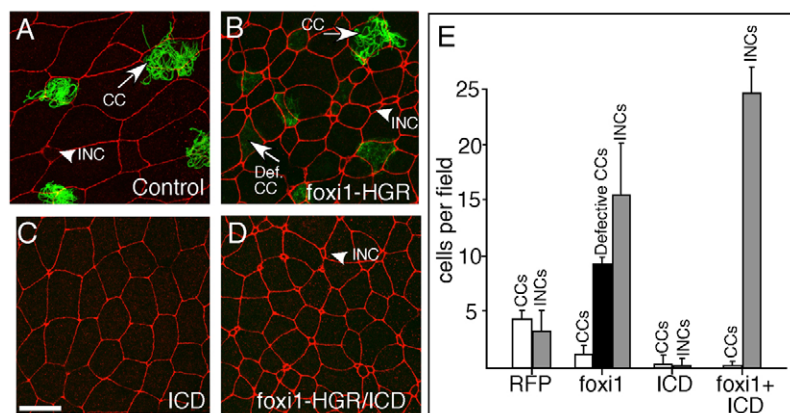 A
CC
INC
Control
B
CC
INC
Def.
CC
foxi1-HGR
C
ICD
D
INC
foxi1-HGR/ICD
E
cells per field
25
20
15
10
5
CCs
INCs
CCs
Defective CCs
INCs
CCs
INCs
CCs
INCs
RFP
foxi1
ICD
foxi1+
ICD